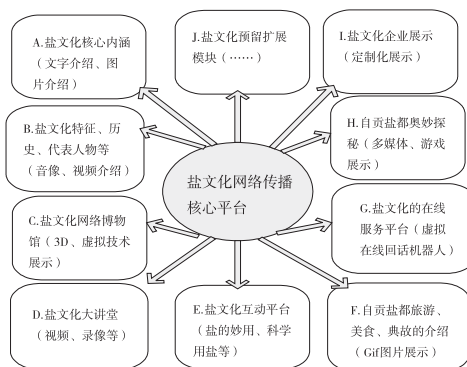 A.盐文化核心内涵
（文字介绍、图
片介绍）
J.盐文化预留扩展
模块（……）
I.盐文化企业展示
（定制化展示）
B.盐文化特征、历
史、代表人物等
（音像、视频介绍）
H.自贡盐都奥妙探
秘（多媒体、游戏
展示）
盐文化网络传播
核心平台
C.盐文化网络博物
馆（3D、虚拟技术
展示）
G.盐文化的在线
服务平台（虚拟
在线回话机器人）
D.盐文化大讲堂
（视频、录像等）
E.盐文化互动平台
（盐的妙用、科学
用盐等）
F.自贡盐都旅游、
美食、典故的介绍
（Gif图片展示）